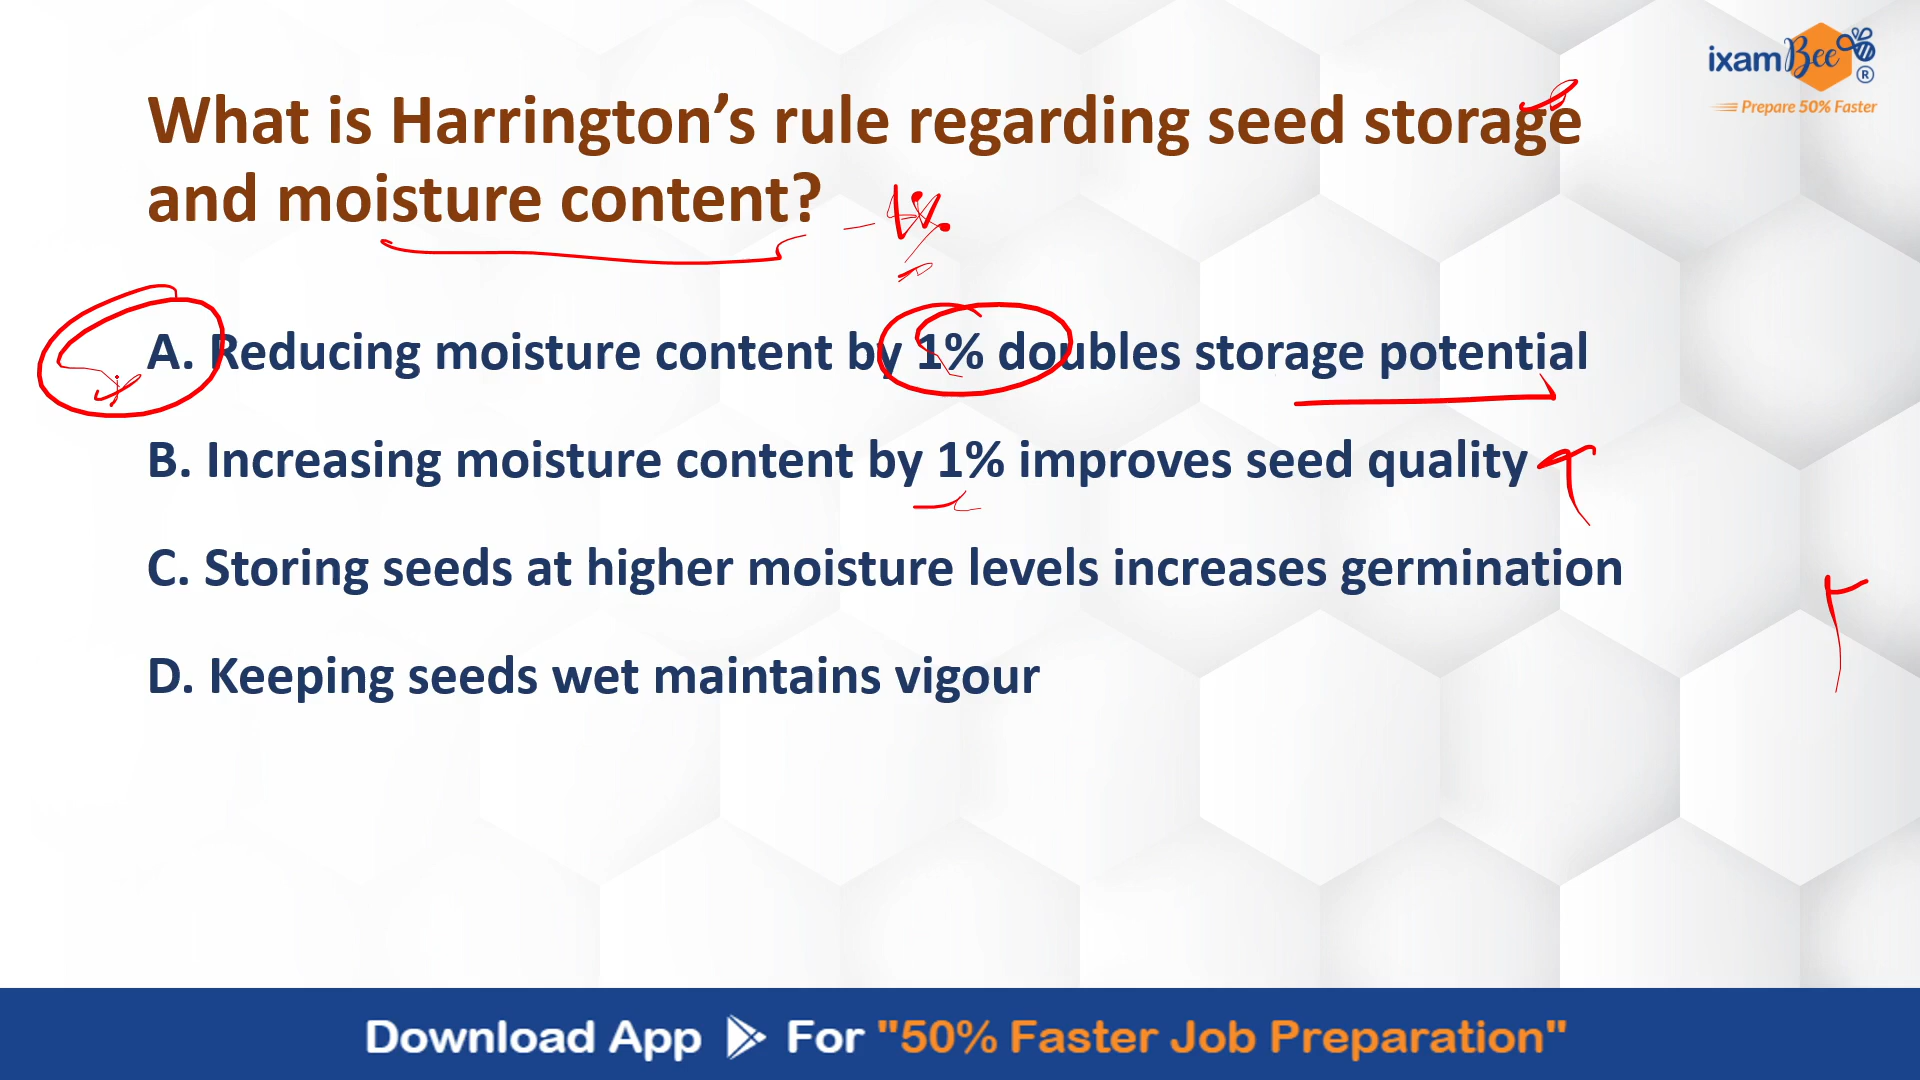 ixamBee®
Prepare 50% Faster
What is Harrington’s rule regarding seed storage
and moisture content?
A. Reducing moisture content by 1% doubles storage potential
B. Increasing moisture content by 1% improves seed quality
C. Storing seeds at higher moisture levels increases germination
D. Keeping seeds wet maintains vigour
Download App For "50% Faster Job Preparation"